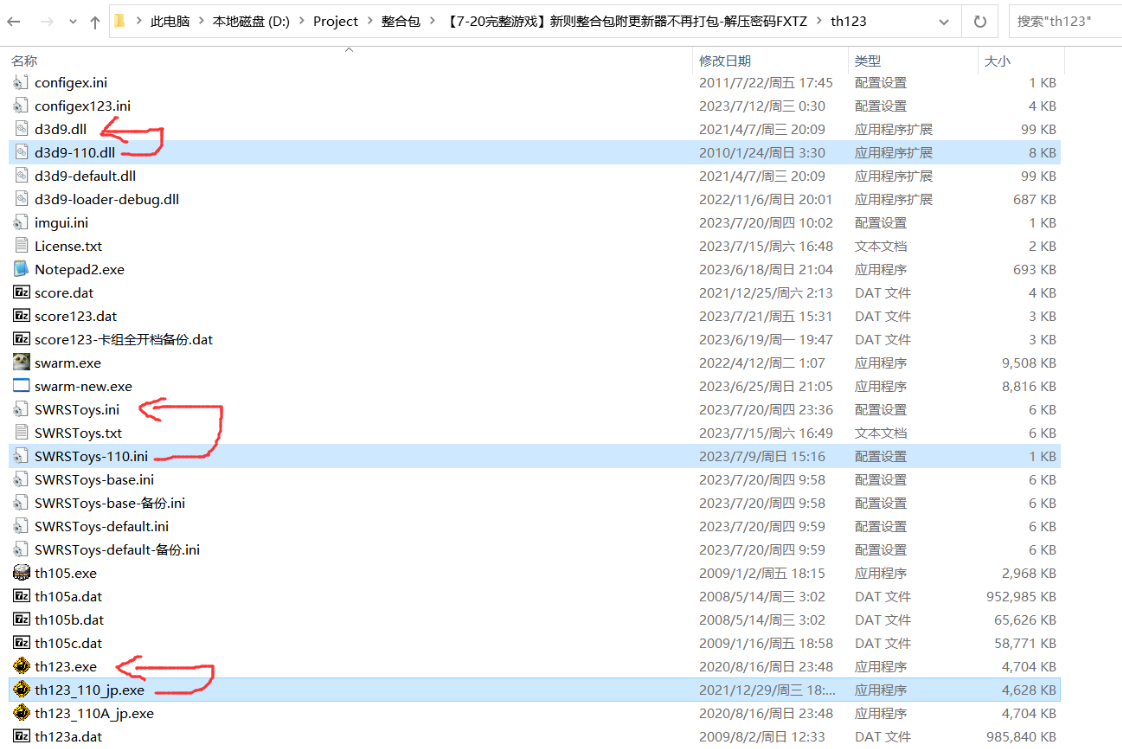 此电脑 > 本地磁盘 (D:) > Project > 整合包 > 【7-20完整游戏】新则整合包附更新器不再打包-解压密码FXTZ > th123 搜索"th123"
名称 修改日期 类型 大小
configex.ini 2011/7/22/周五 17:45 配置设置 1 KB
configex123.ini 2023/7/12/周三 0:30 配置设置 4 KB
d3d9.dll 2021/4/7/周三 20:09 应用程序扩展 99 KB
d3d9-110.dll 2010/1/24/周日 3:30 应用程序扩展 8 KB
d3d9-default.dll 2021/4/7/周三 20:09 应用程序扩展 99 KB
d3d9-loader-debug.dll 2022/11/6/周日 20:01 应用程序扩展 687 KB
imgui.ini 2023/7/20/周四 10:02 配置设置 1 KB
License.txt 2023/7/15/周六 16:48 文本文档 2 KB
Notepad2.exe 2023/6/18/周日 21:04 应用程序 693 KB
score.dat 2021/12/25/周六 2:13 DAT 文件 4 KB
score123.dat 2023/7/21/周五 15:31 DAT 文件 3 KB
score123-卡组全开档备份.dat 2023/6/19/周一 19:47 DAT 文件 3 KB
swarm.exe 2022/4/12/周二 1:07 应用程序 9,508 KB
swarm-new.exe 2023/6/25/周日 21:05 应用程序 8,816 KB
SWRSToys.ini 2023/7/20/周四 23:36 配置设置 6 KB
SWRSToys.txt 2023/7/15/周六 16:49 文本文档 6 KB
SWRSToys-110.ini 2023/7/9/周日 15:16 配置设置 1 KB
SWRSToys-base.ini 2023/7/20/周四 9:58 配置设置 6 KB
SWRSToys-base-备份.ini 2023/7/20/周四 9:58 配置设置 6 KB
SWRSToys-default.ini 2023/7/20/周四 9:59 配置设置 6 KB
SWRSToys-default-备份.ini 2023/7/20/周四 9:59 配置设置 6 KB
th105.exe 2009/1/2/周五 18:15 应用程序 2,968 KB
th105a.dat 2008/5/14/周三 3:02 DAT 文件 952,985 KB
th105b.dat 2008/5/14/周三 3:02 DAT 文件 65,626 KB
th105c.dat 2009/1/16/周五 18:58 DAT 文件 58,771 KB
th123.exe 2020/8/16/周日 23:48 应用程序 4,704 KB
th123_110_jp.exe 2021/12/29/周三 18:... 应用程序 4,628 KB
th123_110A_jp.exe 2020/8/16/周日 23:48 应用程序 4,704 KB
th123a.dat 2009/8/2/周日 12:33 DAT 文件 985,840 KB